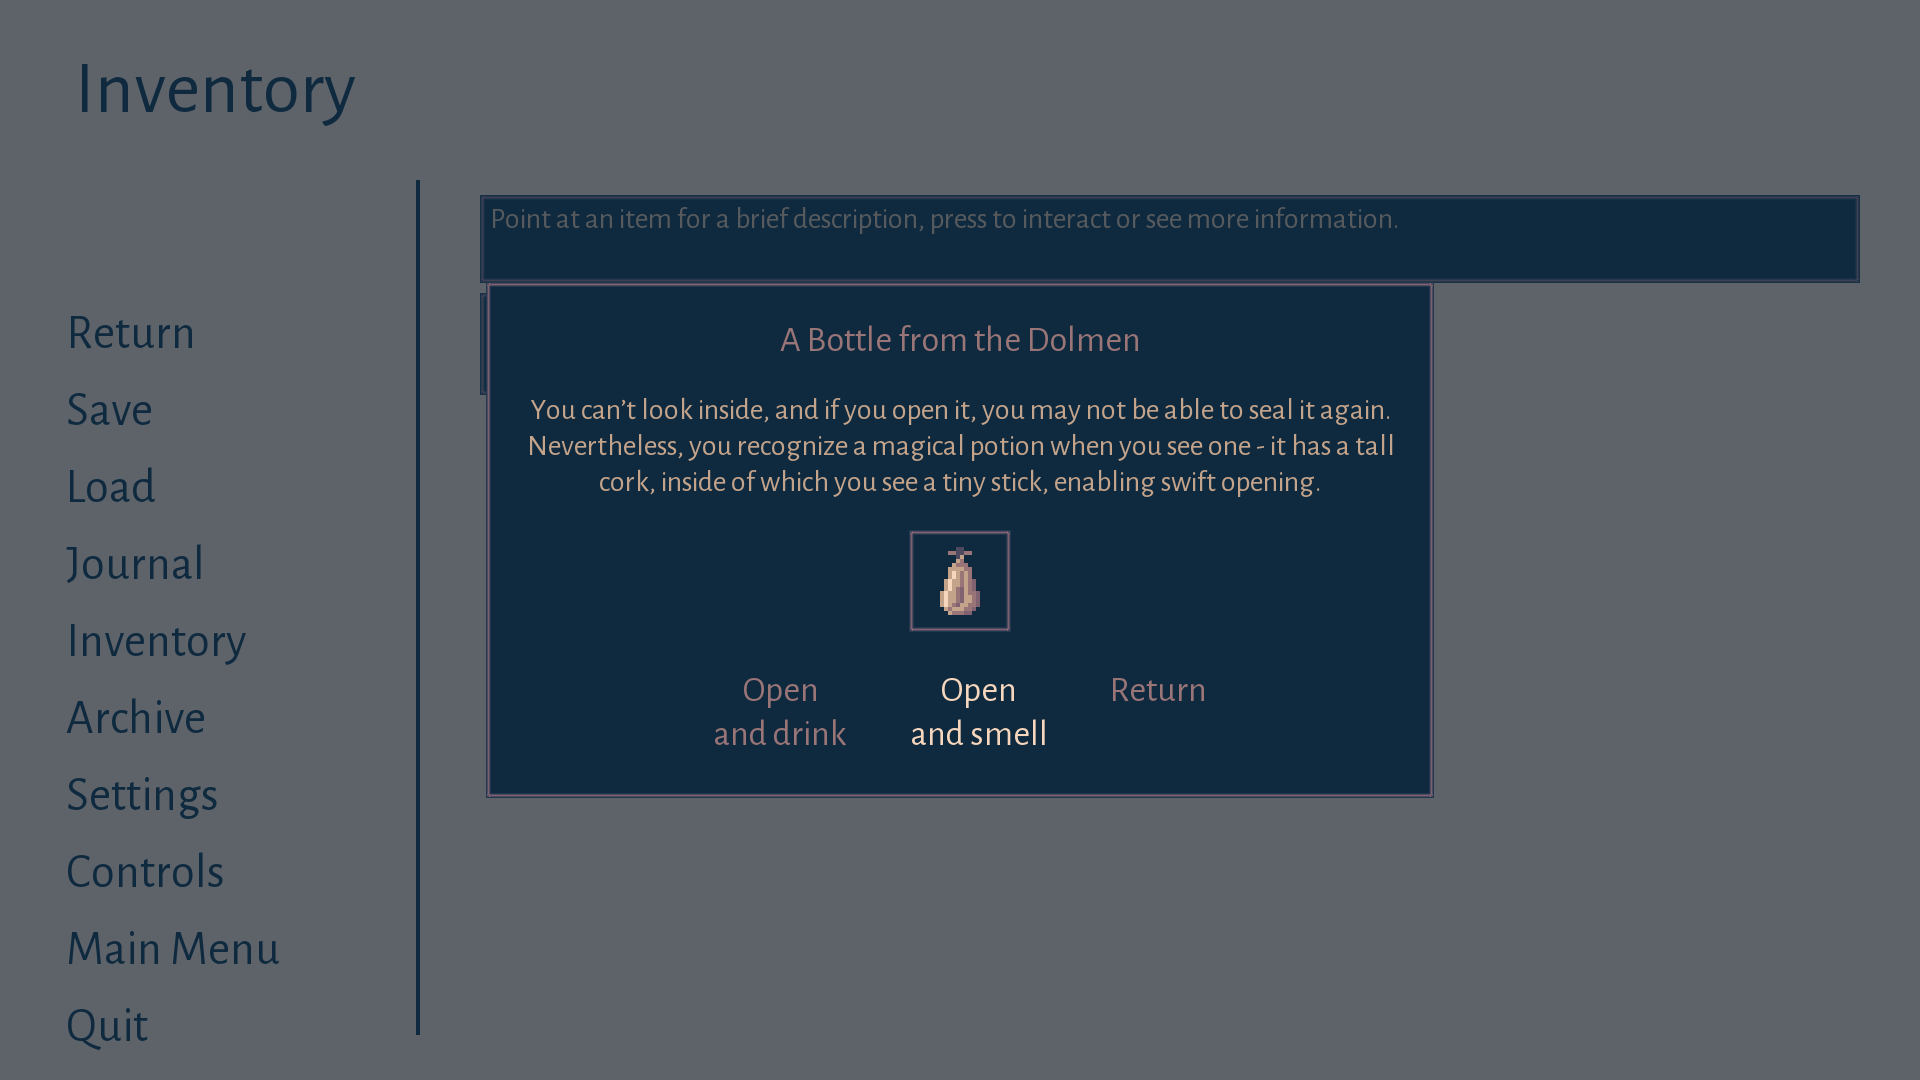 Inventory
Return
Save
Load
Journal
Inventory
Archive
Settings
Controls
Main Menu
Quit
Point at an item for a brief description, press to interact or see more information.
A Bottle from the Dolmen
You can’t look inside, and if you open it, you may not be able to seal it again.
Nevertheless, you recognize a magical potion when you see one - it has a tall
cork, inside of which you see a tiny stick, enabling swift opening.
Open
and drink
Open
and smell
Return